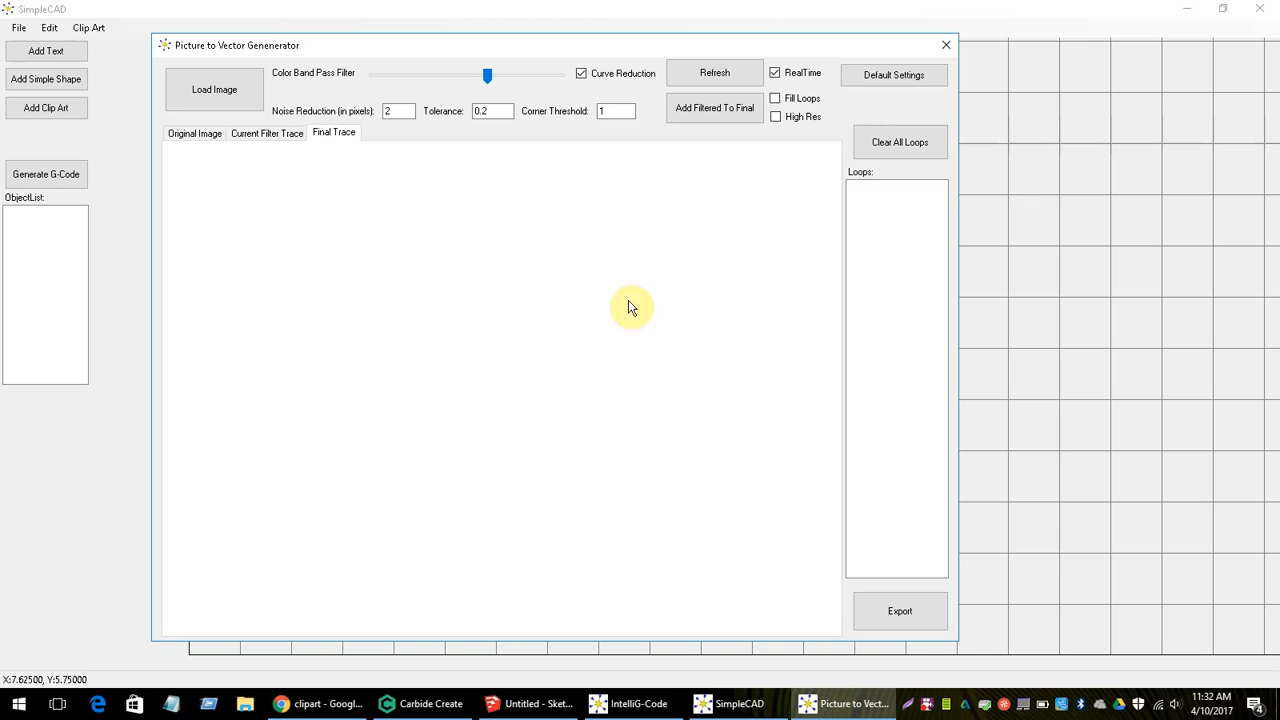 SimpleCAD
File Edit Clip Art
Add Text
Add Simple Shape
Add Clip Art
Generate G-Code
ObjectList:
Picture to Vector Genenerator
Load Image
Color Band Pass Filter
Curve Reduction
Refresh
RealTime
Default Settings
Noise Reduction (in pixels): 2
Tolerance: 0.2
Corner Threshold: 1
Add Filtered To Final
Fill Loops
High Res
Original Image
Current Filter Trace
Final Trace
Clear All Loops
Loops:
Export
X:7.62500, Y:5.75000
clipart - Googl...
Carbide Create
Untitled - Sket...
IntelliG-Code
SimpleCAD
Picture to Vect...
11:32 AM
4/10/2017
4